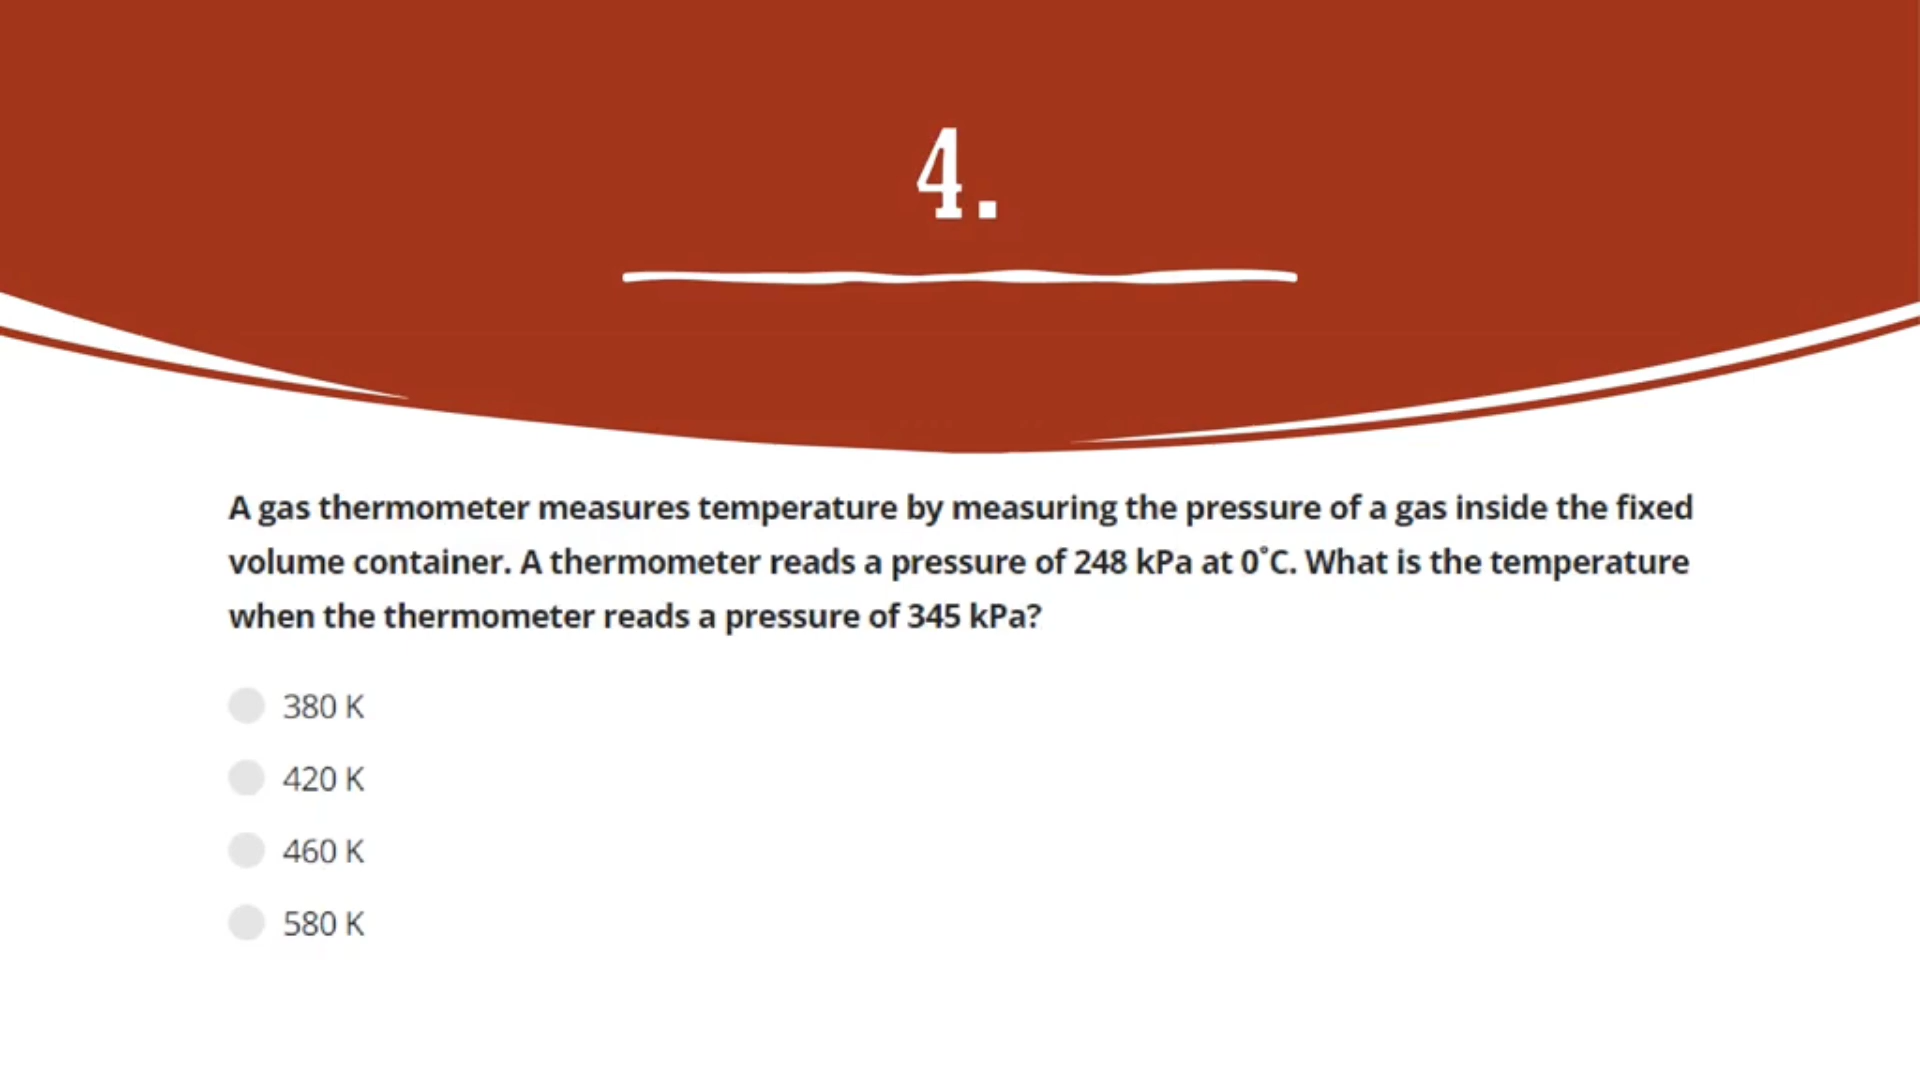 4.
A gas thermometer measures temperature by measuring the pressure of a gas inside the fixed
volume container. A thermometer reads a pressure of 248 kPa at 0˚C. What is the temperature
when the thermometer reads a pressure of 345 kPa?
380 K
420 K
460 K
580 K